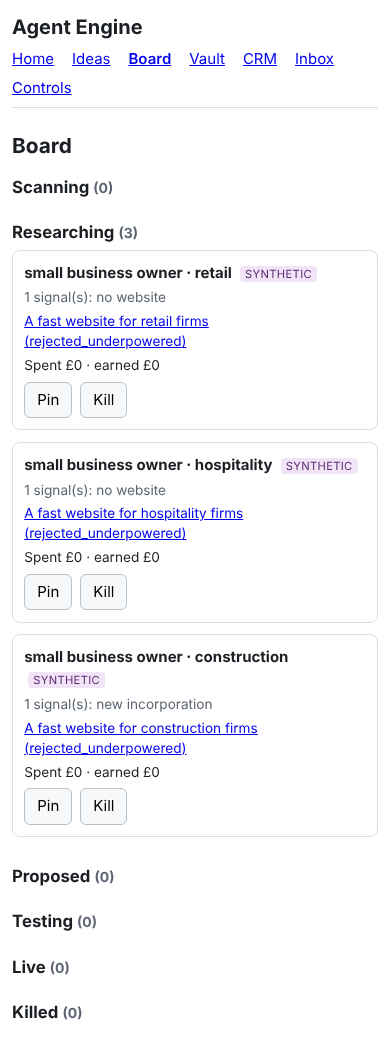 Agent Engine
Home Ideas Board Vault CRM Inbox
Controls
Board
Scanning (0)
Researching (3)
small business owner · retail SYNTHETIC
1 signal(s): no website
A fast website for retail firms
(rejected_underpowered)
Spent £0 · earned £0
Pin Kill
small business owner · hospitality SYNTHETIC
1 signal(s): no website
A fast website for hospitality firms
(rejected_underpowered)
Spent £0 · earned £0
Pin Kill
small business owner · construction
SYNTHETIC
1 signal(s): new incorporation
A fast website for construction firms
(rejected_underpowered)
Spent £0 · earned £0
Pin Kill
Proposed (0)
Testing (0)
Live (0)
Killed (0)